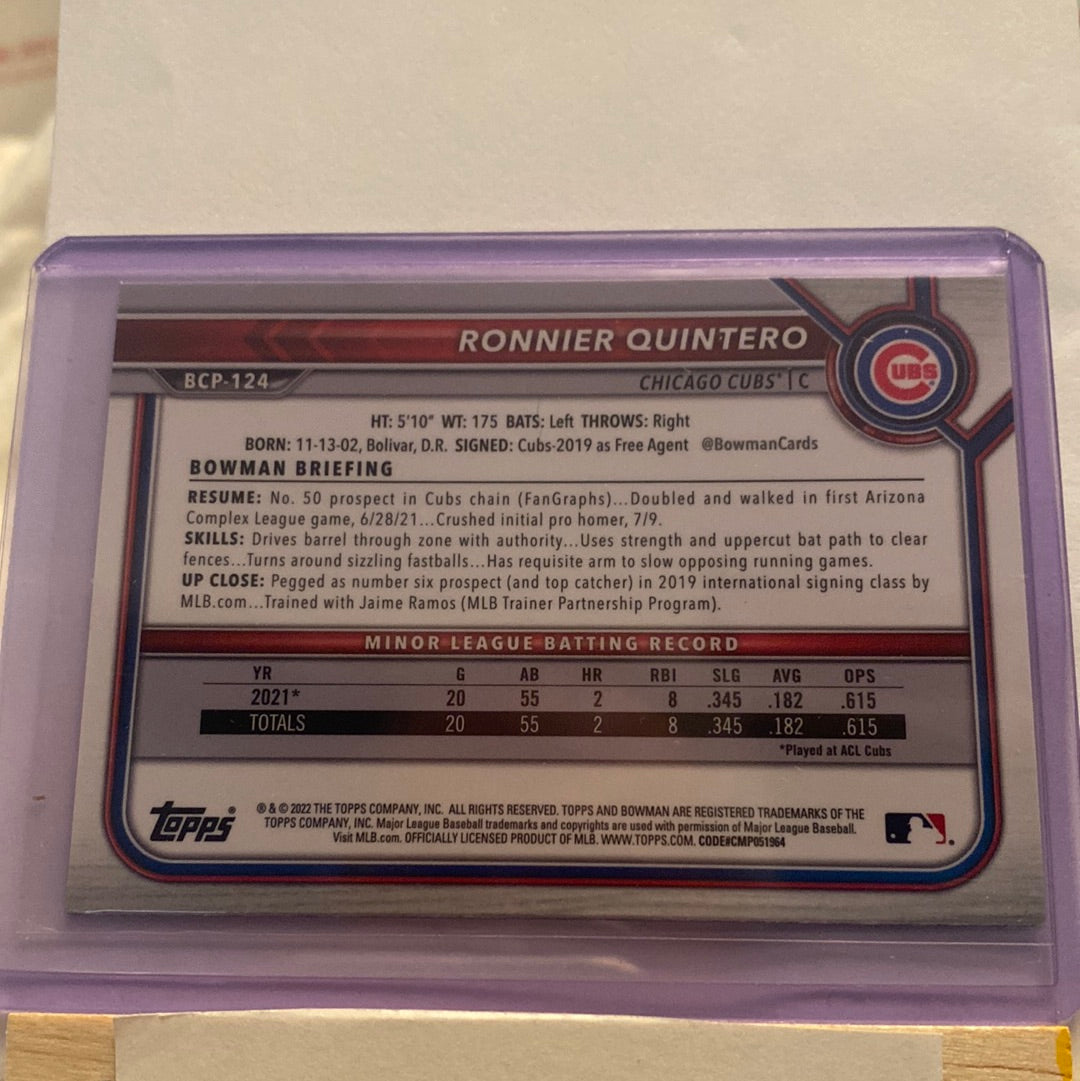 RONNIER QUINTERO
BCP-124
CHICAGO CUBS® | C
CUBS®
HT: 5'10" WT: 175 BATS: Left THROWS: Right
BORN: 11-13-02, Bolivar, D.R. SIGNED: Cubs-2019 as Free Agent @BowmanCards
BOWMAN BRIEFING
RESUME: No. 50 prospect in Cubs chain (FanGraphs)...Doubled and walked in first Arizona
Complex League game, 6/28/21...Crushed initial pro homer, 7/9.
SKILLS: Drives barrel through zone with authority...Uses strength and uppercut bat path to clear
fences...Turns around sizzling fastballs...Has requisite arm to slow opposing running games.
UP CLOSE: Pegged as number six prospect (and top catcher) in 2019 international signing class by
MLB.com...Trained with Jaime Ramos (MLB Trainer Partnership Program).
MINOR LEAGUE BATTING RECORD
YR G AB HR RBI SLG AVG OPS
2021* 20 55 2 8 .345 .182 .615
TOTALS 20 55 2 8 .345 .182 .615
*Played at ACL Cubs
Topps®
® & © 2022 THE TOPPS COMPANY, INC. ALL RIGHTS RESERVED. TOPPS AND BOWMAN ARE REGISTERED TRADEMARKS OF THE
TOPPS COMPANY, INC. Major League Baseball trademarks and copyrights are used with permission of Major League Baseball.
Visit MLB.com. OFFICIALLY LICENSED PRODUCT OF MLB. WWW.TOPPS.COM. CODE#CMP051964